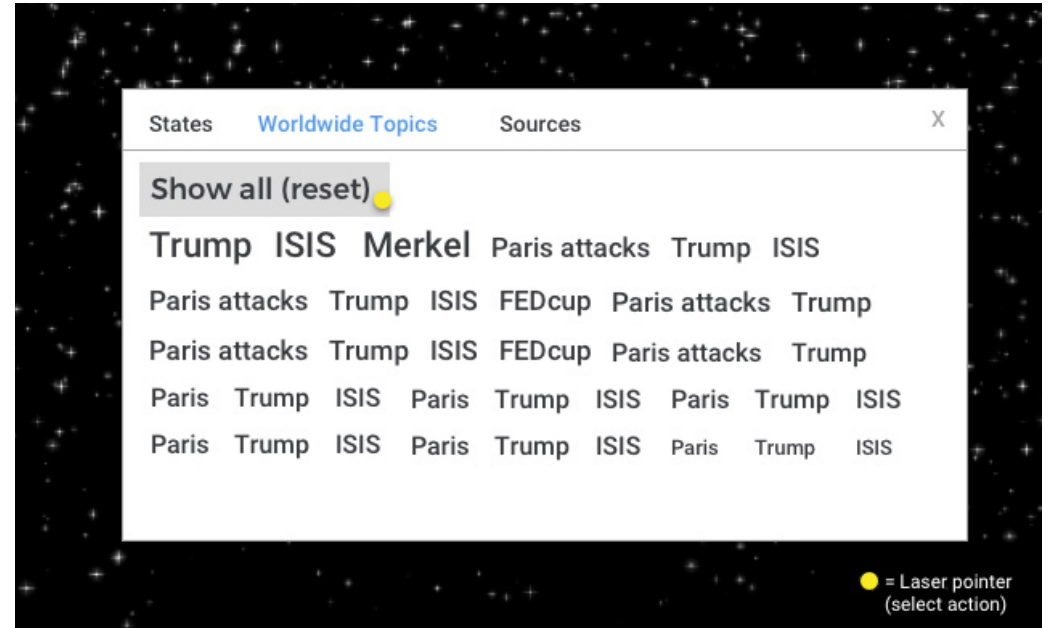 States Worldwide Topics Sources X
Show all (reset)
Trump ISIS Merkel Paris attacks Trump ISIS
Paris attacks Trump ISIS FEDcup Paris attacks Trump
Paris attacks Trump ISIS FEDcup Paris attacks Trump
Paris Trump ISIS Paris Trump ISIS Paris Trump ISIS
Paris Trump ISIS Paris Trump ISIS Paris Trump ISIS
= Laser pointer
(select action)